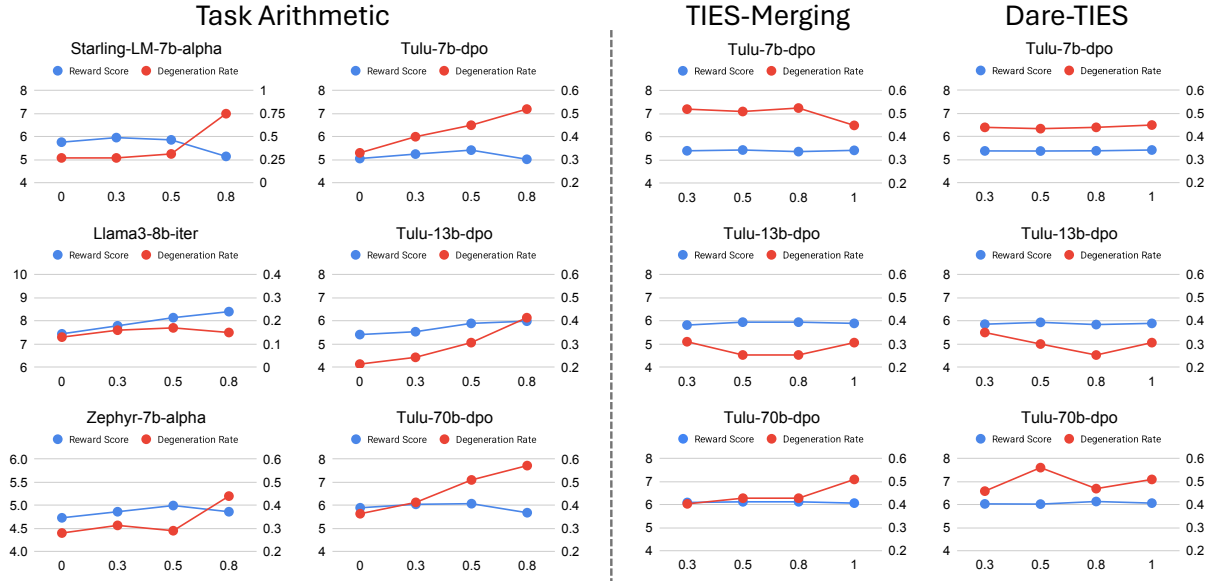 Task Arithmetic
TIES-Merging
Dare-TIES
Starling-LM-7b-alpha
Reward Score Degeneration Rate
8 7 6 5 4
1 0.75 0.5 0.25 0
0 0.3 0.5 0.8
Tulu-7b-dpo
Reward Score Degeneration Rate
8 7 6 5 4
0.6 0.5 0.4 0.3 0.2
0 0.3 0.5 0.8
Tulu-7b-dpo
Reward Score Degeneration Rate
8 7 6 5 4
0.6 0.5 0.4 0.3 0.2
0.3 0.5 0.8 1
Tulu-7b-dpo
Reward Score Degeneration Rate
8 7 6 5 4
0.6 0.5 0.4 0.3 0.2
0.3 0.5 0.8 1
Llama3-8b-iter
Reward Score Degeneration Rate
10 9 8 7 6
0.4 0.3 0.2 0.1 0
0 0.3 0.5 0.8
Tulu-13b-dpo
Reward Score Degeneration Rate
8 7 6 5 4
0.6 0.5 0.4 0.3 0.2
0 0.3 0.5 0.8
Tulu-13b-dpo
Reward Score Degeneration Rate
8 7 6 5 4
0.6 0.5 0.4 0.3 0.2
0.3 0.5 0.8 1
Tulu-13b-dpo
Reward Score Degeneration Rate
8 7 6 5 4
0.6 0.5 0.4 0.3 0.2
0.3 0.5 0.8 1
Zephyr-7b-alpha
Reward Score Degeneration Rate
6.0 5.5 5.0 4.5 4.0
0.6 0.5 0.4 0.3 0.2
0 0.3 0.5 0.8
Tulu-70b-dpo
Reward Score Degeneration Rate
8 7 6 5 4
0.6 0.5 0.4 0.3 0.2
0 0.3 0.5 0.8
Tulu-70b-dpo
Reward Score Degeneration Rate
8 7 6 5 4
0.6 0.5 0.4 0.3 0.2
0.3 0.5 0.8 1
Tulu-70b-dpo
Reward Score Degeneration Rate
8 7 6 5 4
0.6 0.5 0.4 0.3 0.2
0.3 0.5 0.8 1